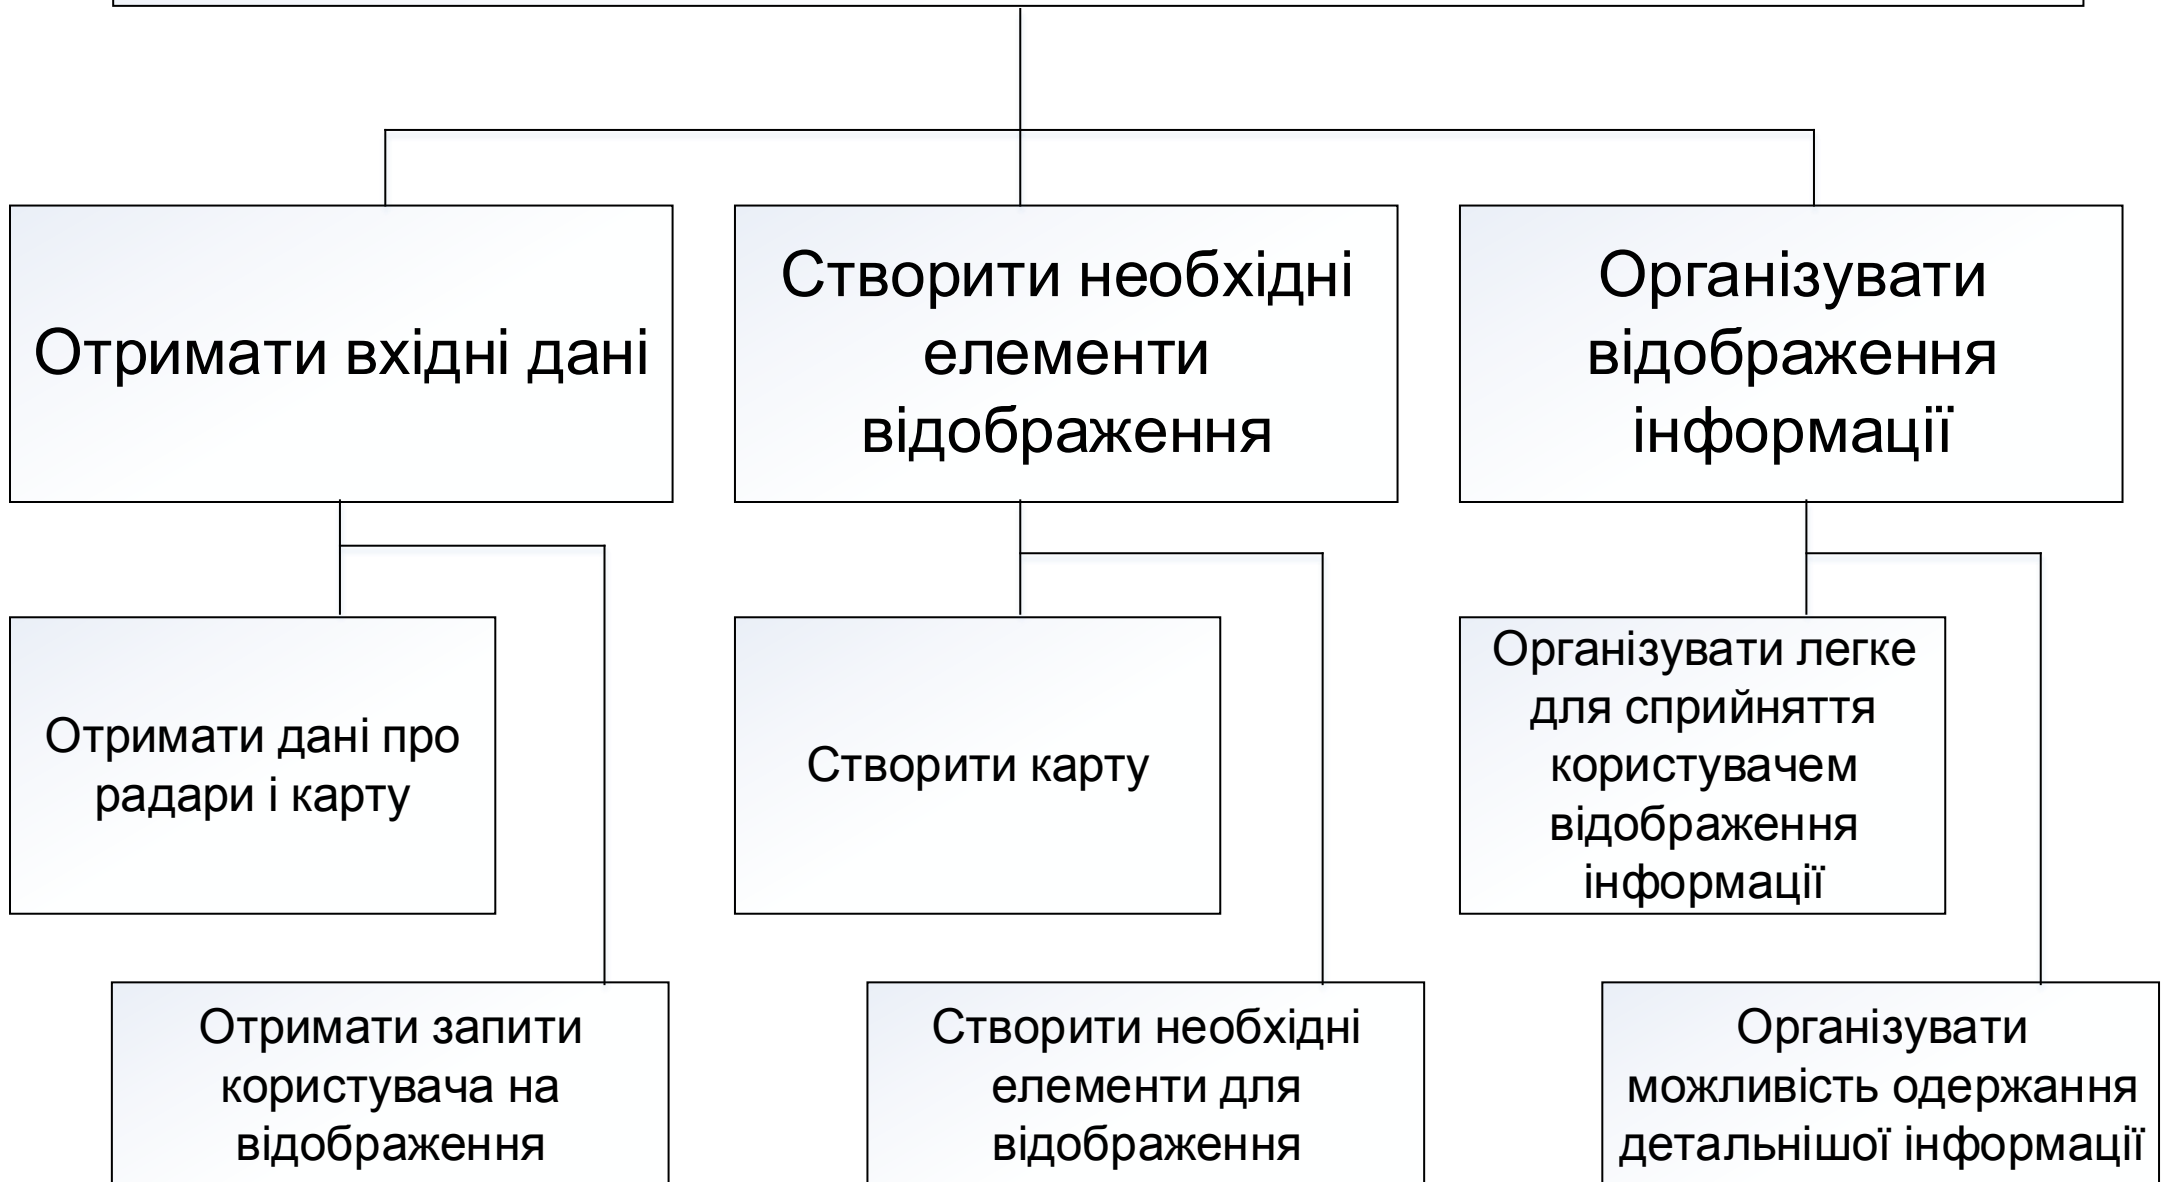 Отримати вхідні дані
Створити необхідні
елементи
відображення
Організувати
відображення
інформації
Отримати дані про
радари і карту
Створити карту
Організувати легке
для сприйняття
користувачем
відображення
інформації
Отримати запити
користувача на
відображення
Створити необхідні
елементи для
відображення
Організувати
можливість одержання
детальнішої інформації